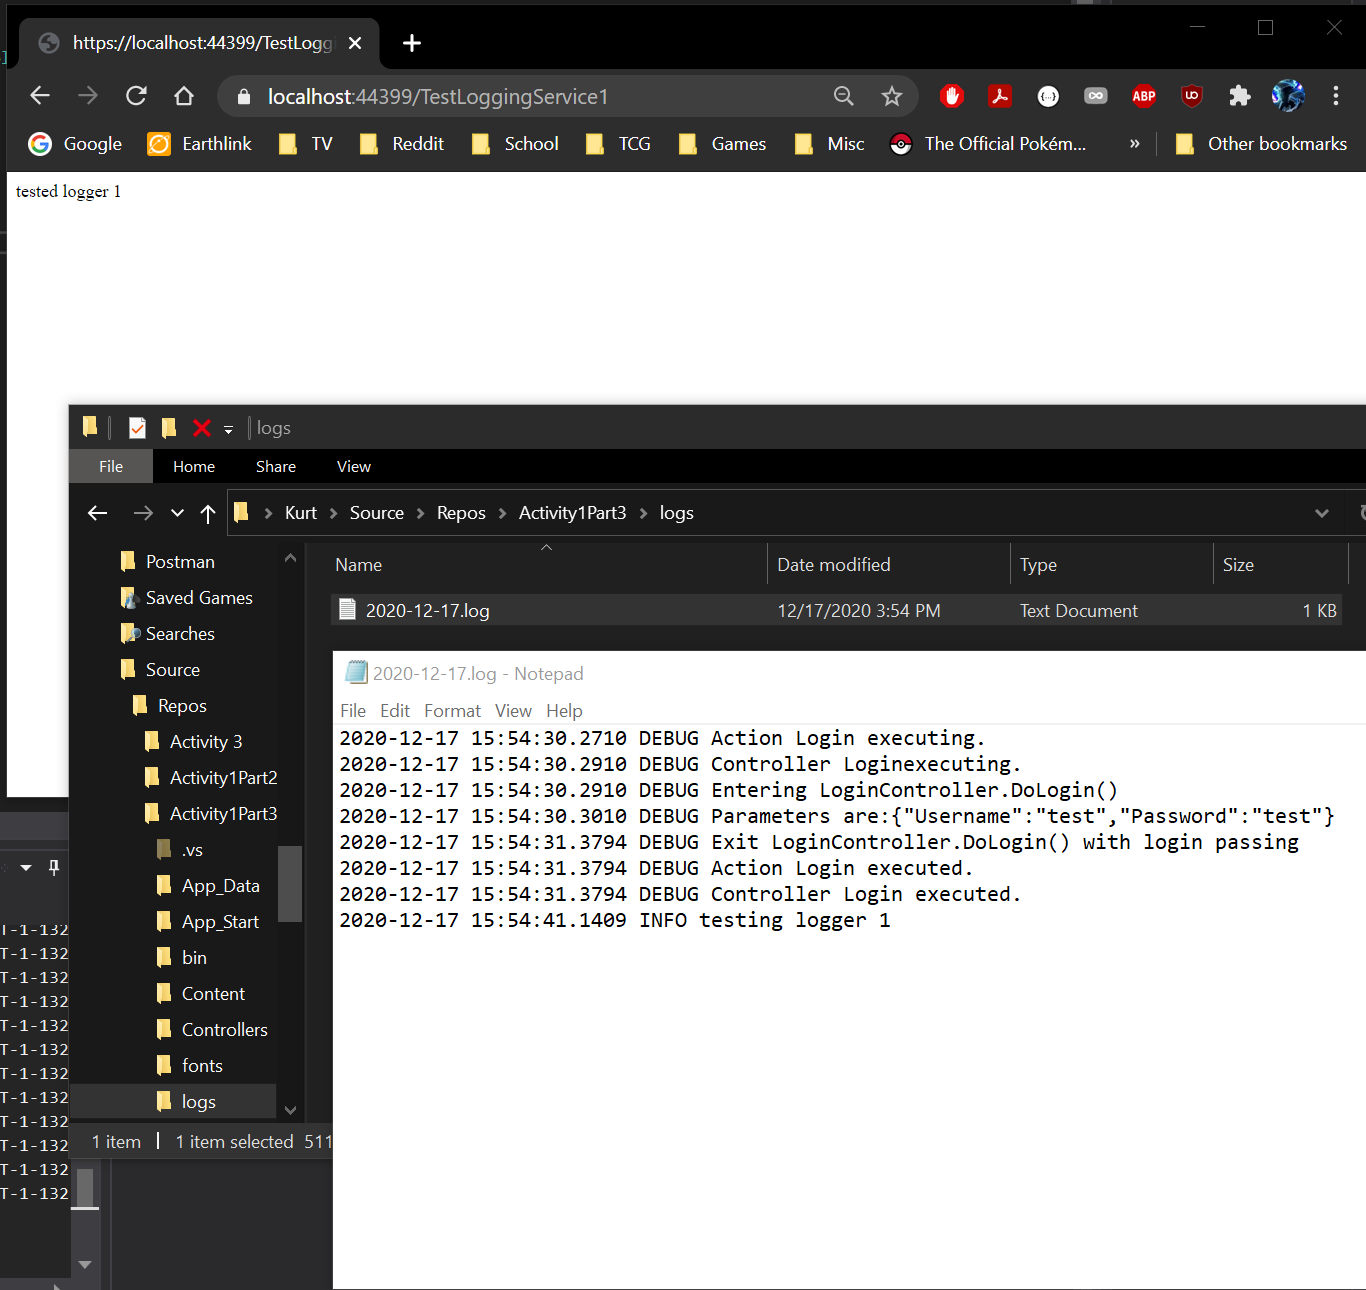 https://localhost:44399/TestLogg
localhost:44399/TestLoggingService1
ABP
Google Earthlink TV Reddit School TCG Games Misc The Official Pokém... » Other bookmarks
tested logger 1
logs
File Home Share View
Kurt > Source > Repos > Activity1Part3 > logs
Name Date modified Type Size
2020-12-17.log 12/17/2020 3:54 PM Text Document 1 KB
Postman
Saved Games
Searches
Source
Repos
Activity 3
Activity1Part2
Activity1Part3
.vs
App_Data
App_Start
bin
Content
Controllers
fonts
logs
1 item 1 item selected 511
2020-12-17.log - Notepad
File Edit Format View Help
2020-12-17 15:54:30.2710 DEBUG Action Login executing.
2020-12-17 15:54:30.2910 DEBUG Controller Loginexecuting.
2020-12-17 15:54:30.2910 DEBUG Entering LoginController.DoLogin()
2020-12-17 15:54:30.3010 DEBUG Parameters are:{"Username":"test","Password":"test"}
2020-12-17 15:54:31.3794 DEBUG Exit LoginController.DoLogin() with login passing
2020-12-17 15:54:31.3794 DEBUG Action Login executed.
2020-12-17 15:54:31.3794 DEBUG Controller Login executed.
2020-12-17 15:54:41.1409 INFO testing logger 1
T-1-132
T-1-132
T-1-132
T-1-132
T-1-132
T-1-132
T-1-132
T-1-132
T-1-132
T-1-132
T-1-132
T-1-132